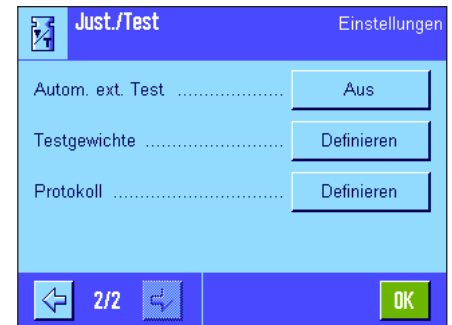 Just./Test Einstellungen
Autom. ext. Test .................... Aus
Testgewichte ......................... Definieren
Protokoll ............................... Definieren
2/2 OK